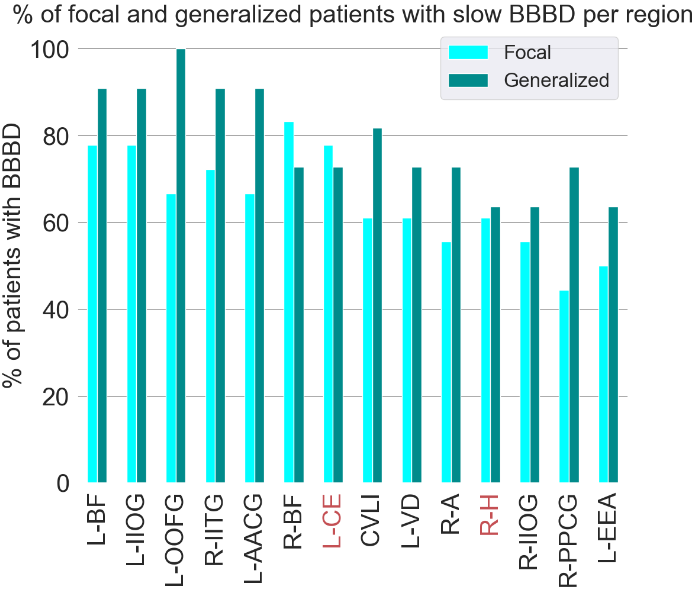 % of focal and generalized patients with slow BBBD per region
Focal
Generalized
% of patients with BBBD
100
80
60
40
20
0
L-BF
L-IIOG
L-OOFG
R-IITG
L-AACG
R-BF
L-CE
CVLI
L-VD
R-A
R-H
R-IIOG
R-PPCG
L-EEA